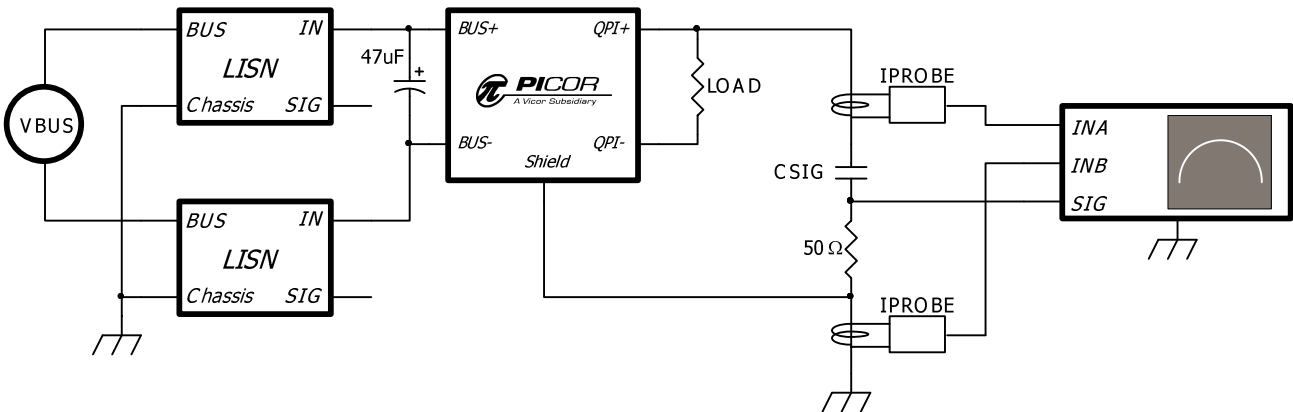 BUS IN
LISN
Chassis SIG
VBUS
47uF
+
BUS+ QPI+
PICOR
A Vicor Subsidiary
BUS- QPI-
Shield
LOAD
IPROBE
CSIG
50 Ω
IPROBE
INA
INB
SIG
BUS IN
LISN
Chassis SIG